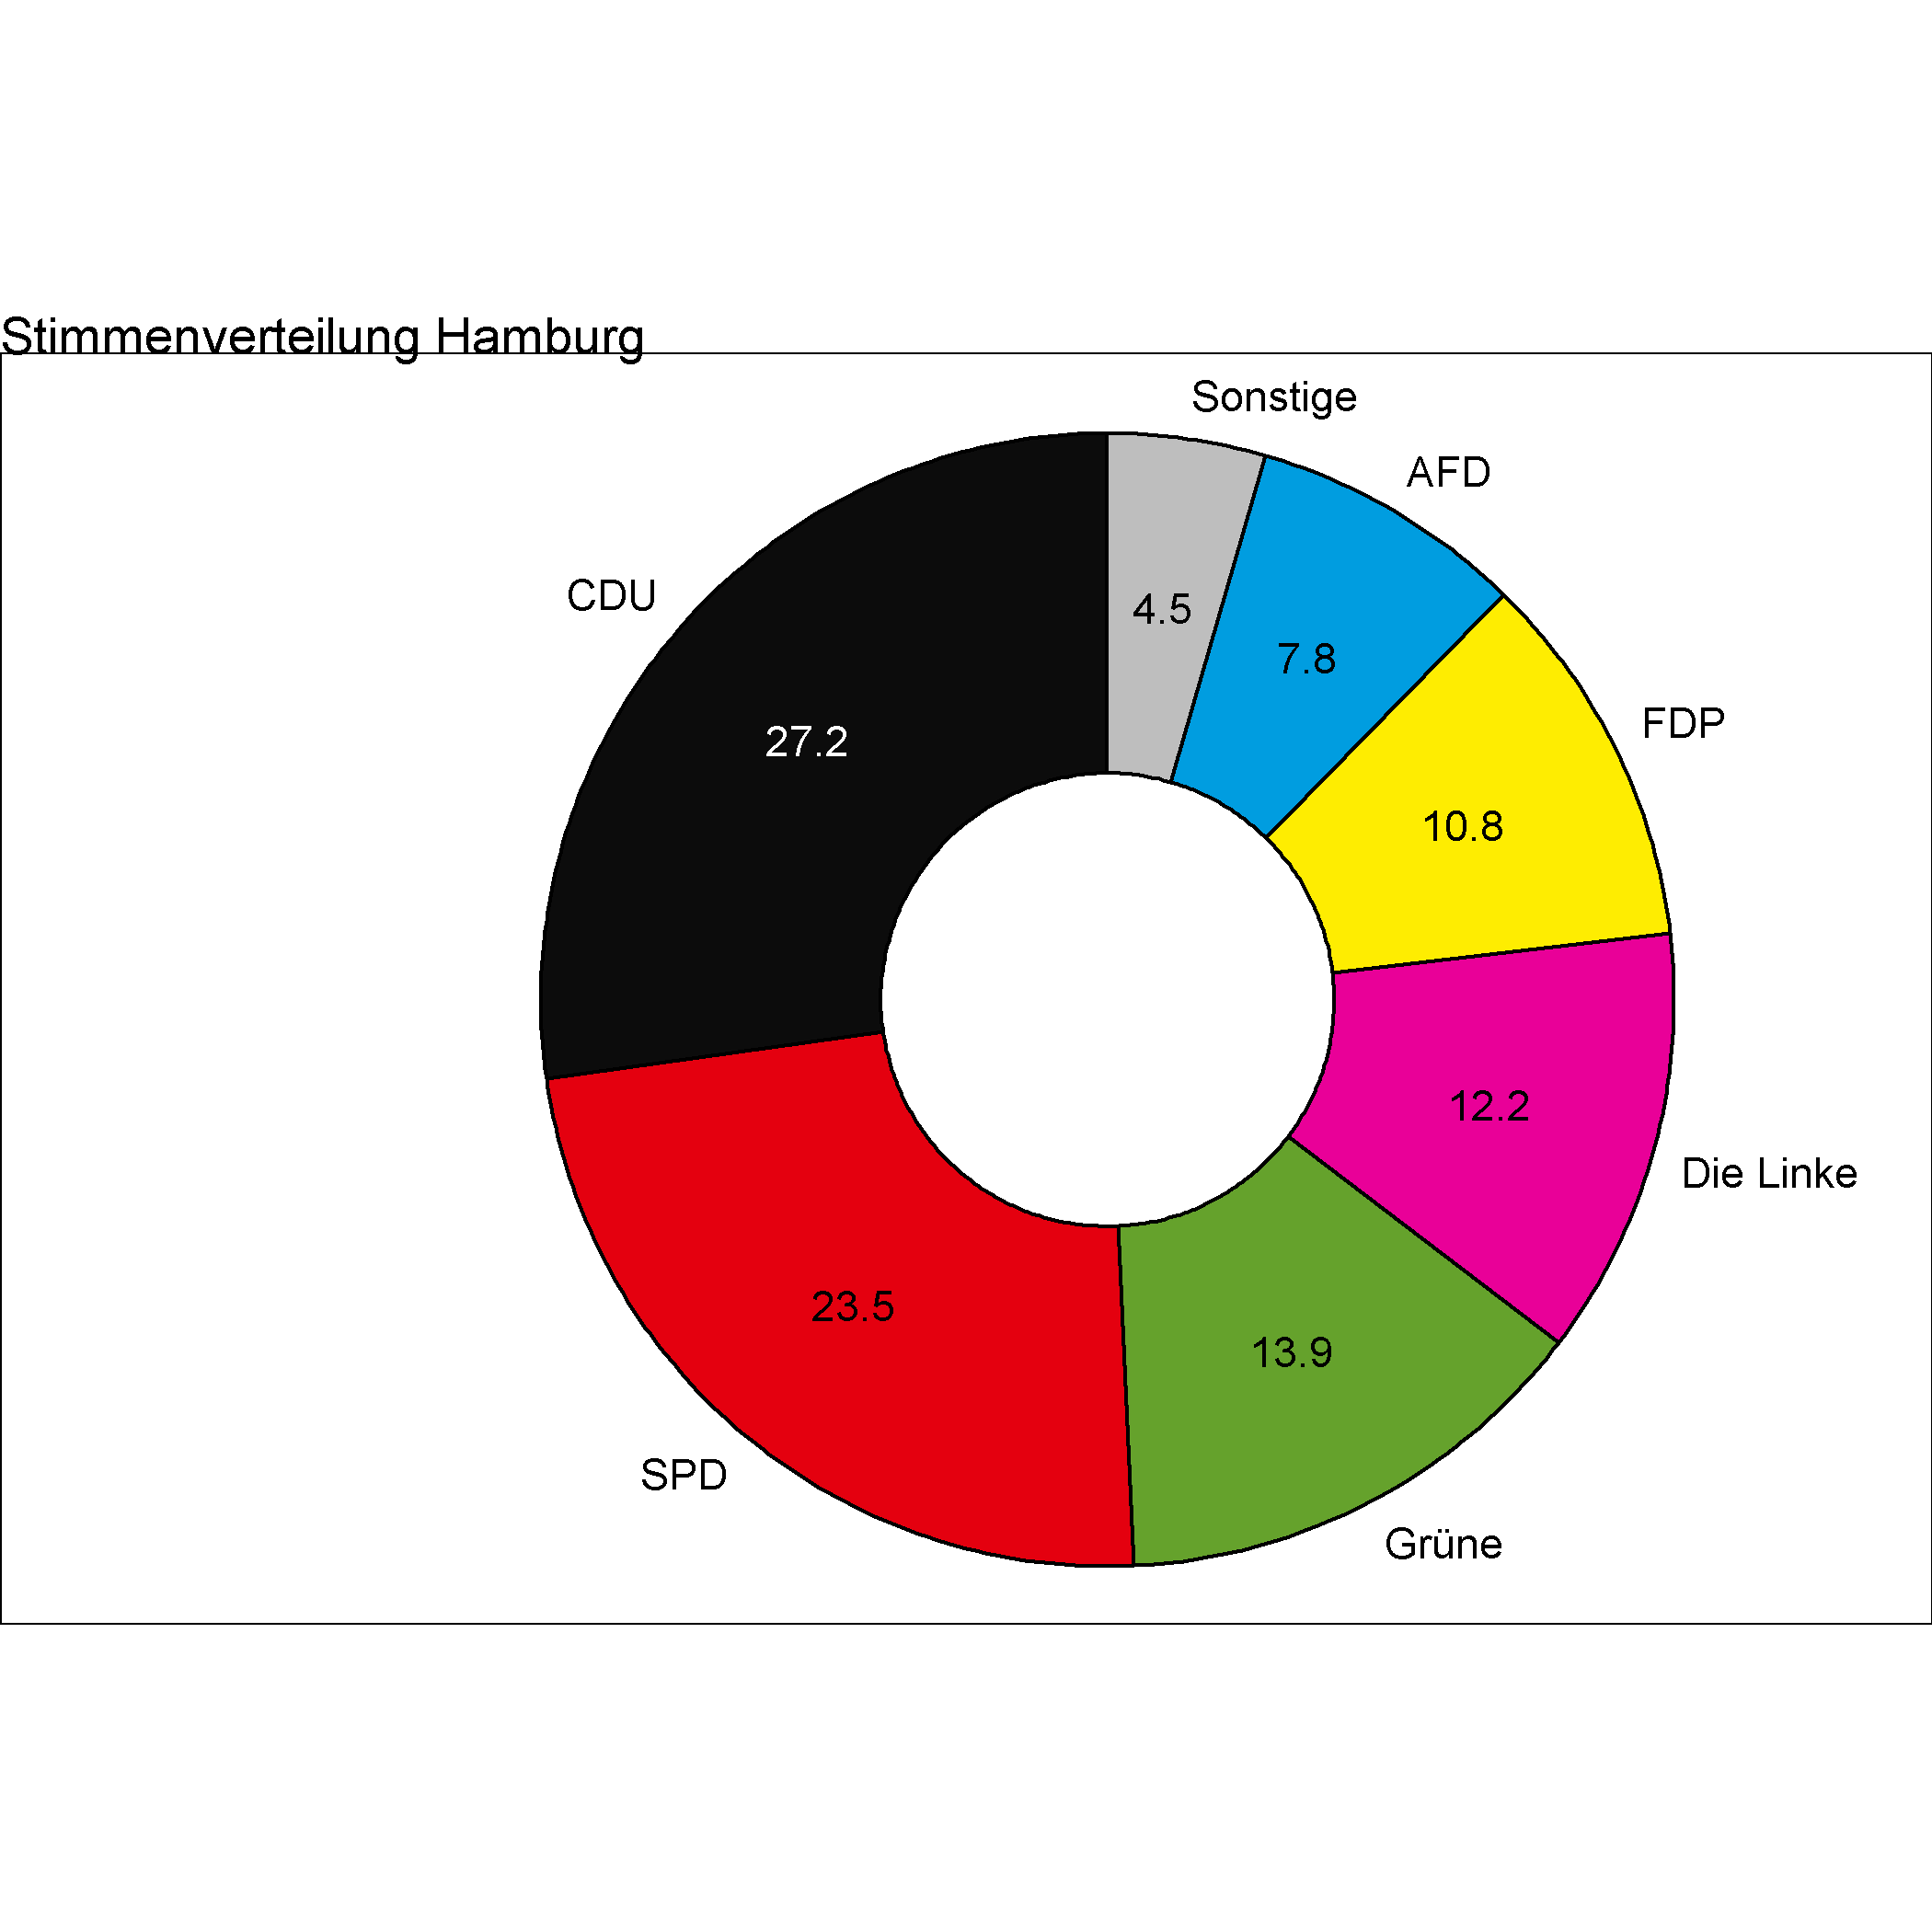 Stimmenverteilung Hamburg
Sonstige
AFD
CDU
4.5
7.8
FDP
27.2
10.8
12.2
Die Linke
23.5
13.9
SPD
Grüne